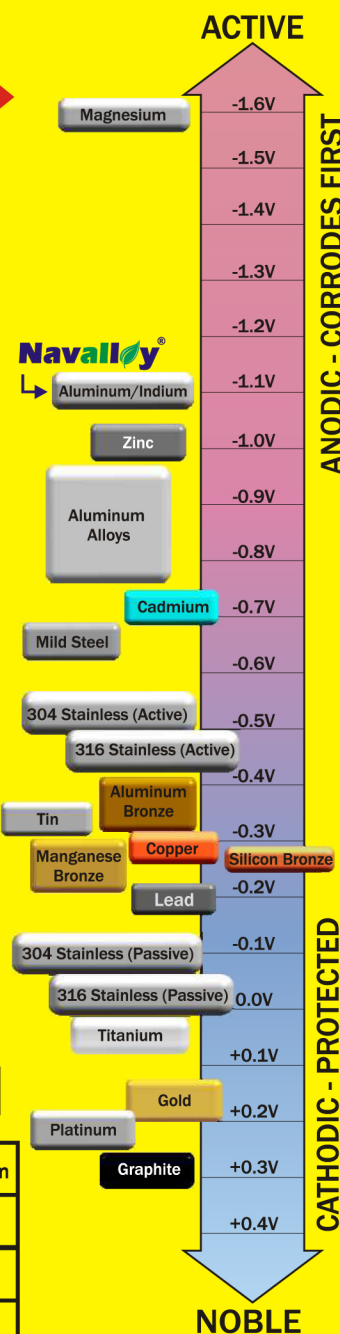 ACTIVE
-1.6V
Magnesium
-1.5V
-1.4V
-1.3V
-1.2V
Navalloy®
-1.1V
Aluminum/Indium
-1.0V
Zinc
-0.9V
Aluminum
Alloys
-0.8V
Cadmium
-0.7V
Mild Steel
-0.6V
304 Stainless (Active)
-0.5V
316 Stainless (Active)
-0.4V
Aluminum
Bronze
Tin
-0.3V
Copper
Manganese
Bronze
Silicon Bronze
-0.2V
Lead
-0.1V
304 Stainless (Passive)
316 Stainless (Passive)
0.0V
Titanium
+0.1V
Gold
+0.2V
Platinum
Graphite
+0.3V
+0.4V
NOBLE
ANODIC - CORRODES FIRST
CATHODIC - PROTECTED